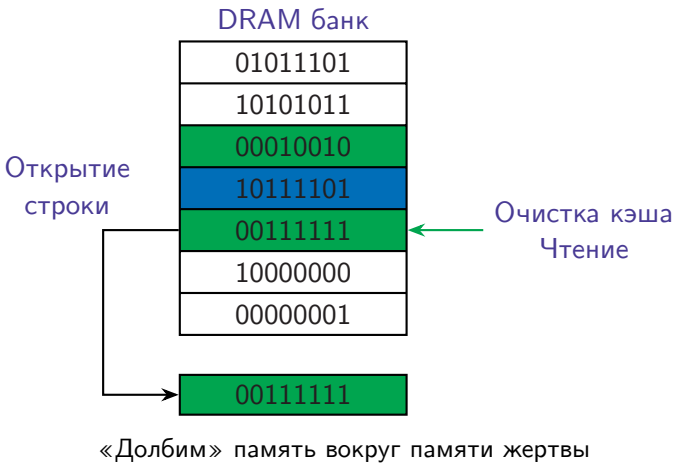 DRAM банк
01011101
10101011
00010010
Открытие
строки
10111101
00111111
Очистка кэша
Чтение
10000000
00000001
00111111
«Долбим» память вокруг памяти жертвы